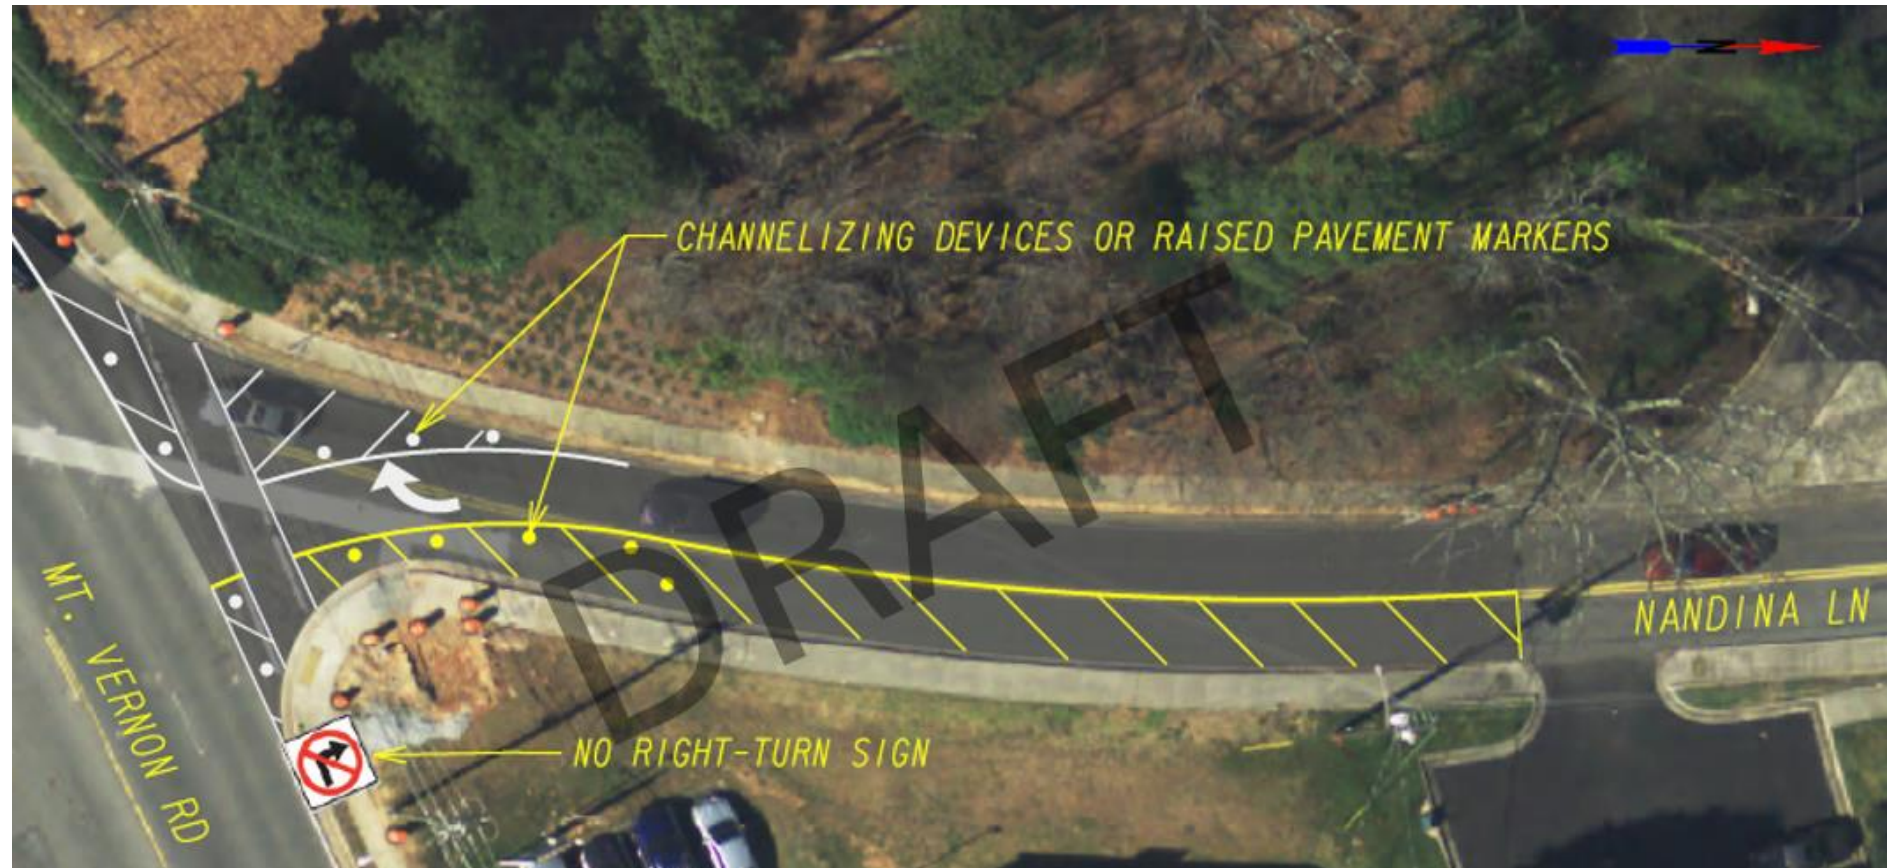 N
CHANNELIZING DEVICES OR RAISED PAVEMENT MARKERS
DRAFT
MT. VERNON RD
NANDINA LN
NO RIGHT-TURN SIGN